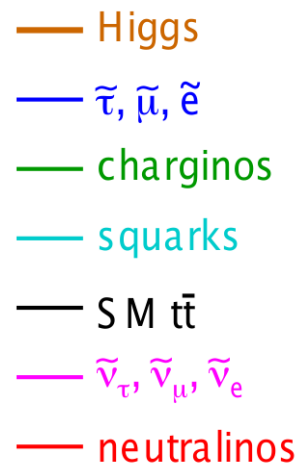 Higgs
τ̃, μ̃, ẽ
charginos
squarks
SM tt̄
ν̃τ, ν̃μ, ν̃e
neutralinos